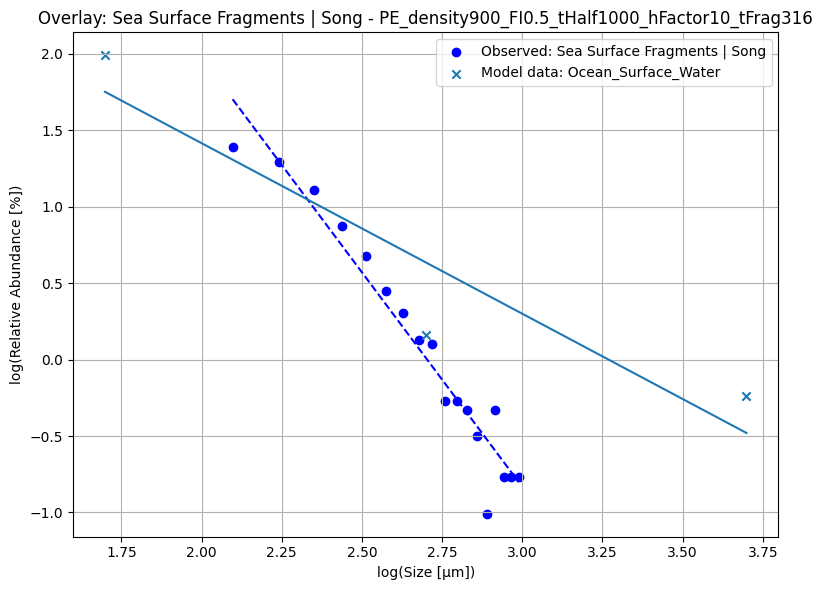 Overlay: Sea Surface Fragments | Song - PE_density900_FI0.5_tHalf1000_hFactor10_tFrag316
Observed: Sea Surface Fragments | Song
Model data: Ocean_Surface_Water
log(Relative Abundance [%])
2.0
1.5
1.0
0.5
0.0
−0.5
−1.0
1.75 2.00 2.25 2.50 2.75 3.00 3.25 3.50 3.75
log(Size [µm])